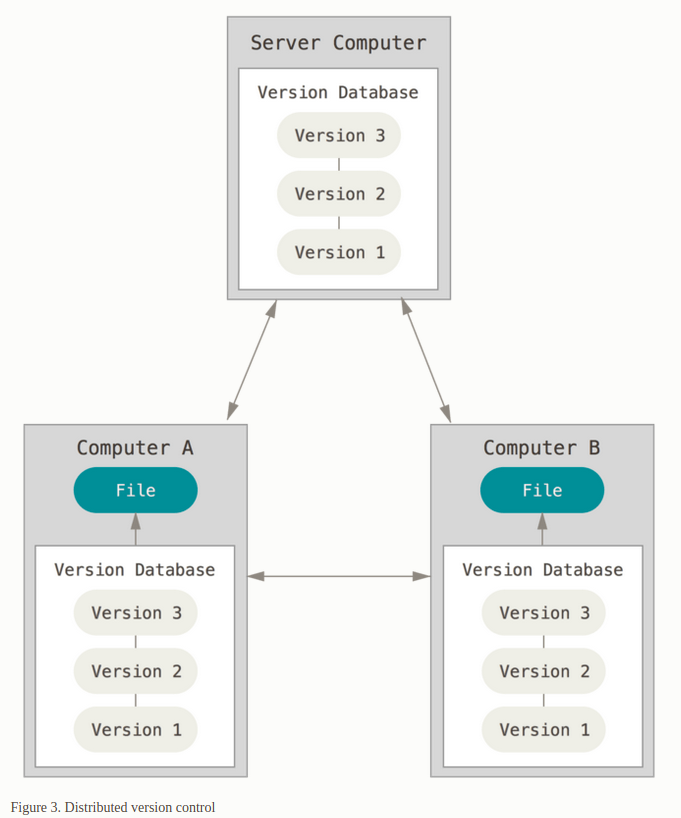 Server Computer
Version Database
Version 3
Version 2
Version 1
Computer A
File
Version Database
Version 3
Version 2
Version 1
Computer B
File
Version Database
Version 3
Version 2
Version 1
Figure 3. Distributed version control